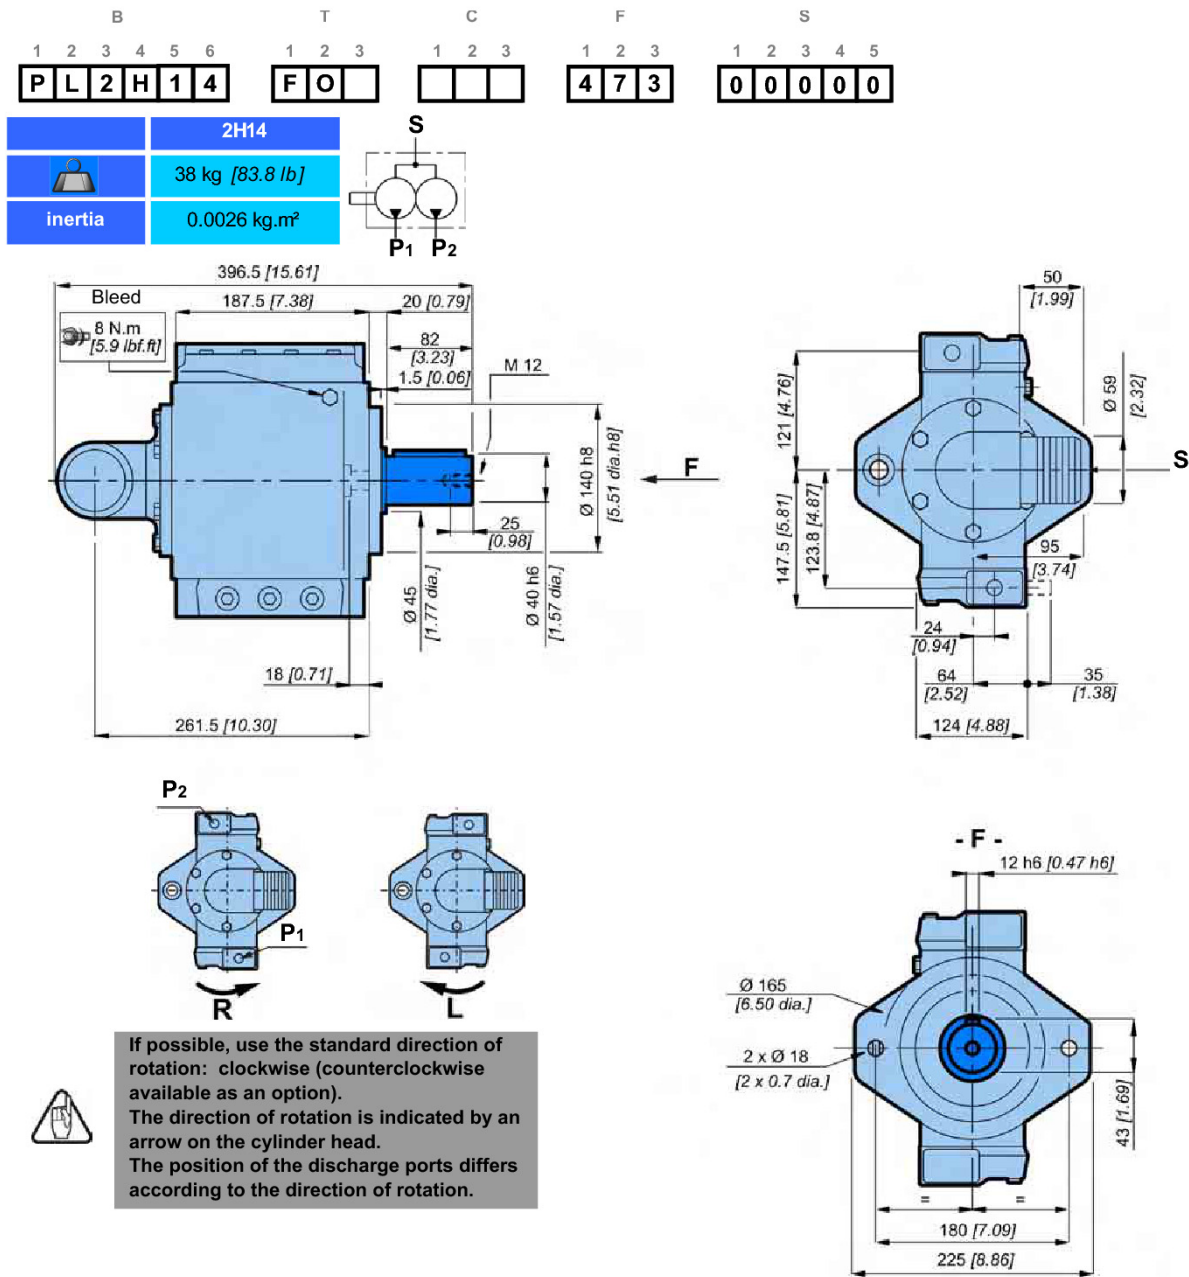 B T C F S
1 2 3 4 5 6 1 2 3 1 2 3 1 2 3 1 2 3 4 5
P L 2 H 1 4 F O 4 7 3 0 0 0 0 0
2H14
38 kg [83.8 lb]
inertia 0.0026 kg.m²
S
P1 P2
396.5 [15.61]
Bleed
187.5 [7.38]
20 [0.79]
8 N.m
[5.9 lbf.ft]
82
[3.23]
1.5 [0.06]
M 12
Ø 140 h8
[5.51 dia.h8]
25
[0.98]
Ø 45
[1.77 dia.]
Ø 40 h6
[1.57 dia.]
18 [0.71]
261.5 [10.30]
F
50
[1.99]
121 [4.76]
Ø 59
[2.32]
S
147.5 [5.81]
123.8 [4.87]
95
[3.74]
24
[0.94]
64
[2.52]
35
[1.38]
124 [4.88]
P2
P1
R
L
- F -
12 h6 [0.47 h6]
Ø 165
[6.50 dia.]
2 x Ø 18
[2 x 0.7 dia.]
43 [1.69]
= =
180 [7.09]
225 [8.86]
If possible, use the standard direction of
rotation: clockwise (counterclockwise
available as an option).
The direction of rotation is indicated by an
arrow on the cylinder head.
The position of the discharge ports differs
according to the direction of rotation.